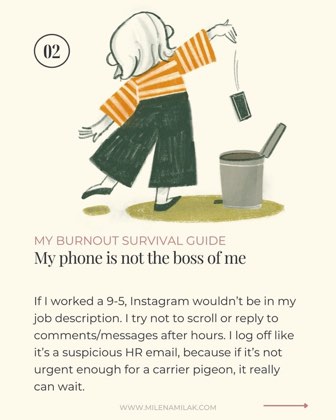 02
MY BURNOUT SURVIVAL GUIDE
My phone is not the boss of me
If I worked a 9-5, Instagram wouldn’t be in my
job description. I try not to scroll or reply to
comments/messages after hours. I log off like
it’s a suspicious HR email, because if it’s not
urgent enough for a carrier pigeon, it really
can wait.
WWW.MILENAMILAK.COM